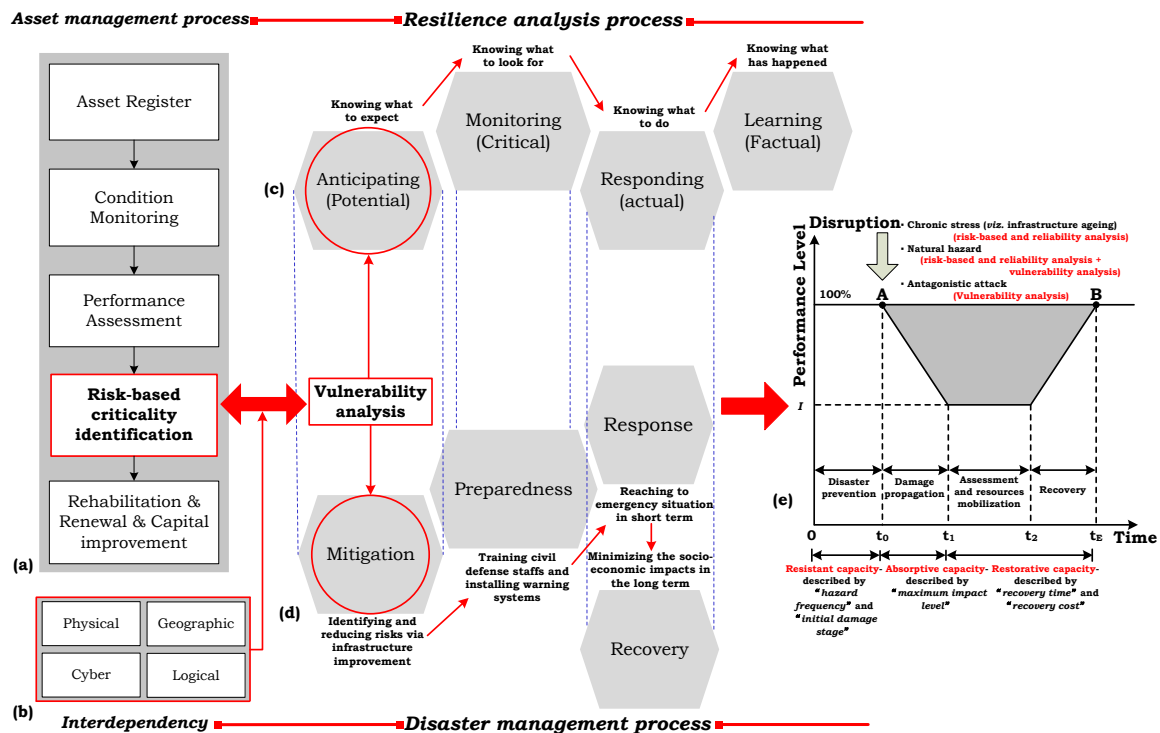 Asset management process
Resilience analysis process
Asset Register
Condition
Monitoring
Performance
Assessment
Risk-based
criticality
identification
Rehabilitation &
Renewal & Capital
improvement
(a)
Physical
Geographic
Cyber
Logical
(b)
Interdependency
Disaster management process
(c)
Knowing what
to expect
Anticipating
(Potential)
Knowing what
to look for
Monitoring
(Critical)
Knowing what
to do
Responding
(actual)
Knowing what
has happened
Learning
(Factual)
Vulnerability
analysis
(d)
Mitigation
Identifying and
reducing risks via
infrastructure
improvement
Preparedness
Training civil
defense staffs and
installing warning
systems
Response
Reaching to
emergency situation
in short term
Minimizing the socio-
economic impacts in
the long term
Recovery
(e)
Disruption
• Chronic stress (viz. infrastructure ageing)
(risk-based and reliability analysis)
• Natural hazard
(risk-based and reliability analysis +
vulnerability analysis)
• Antagonistic attack
(Vulnerability analysis)
Performance Level
100%
A
B
I
Disaster
prevention
Damage
propagation
Assessment
and resources
mobilization
Recovery
0
t0
t1
t2
tE
Time
Resistant capacity-
described by
"hazard
frequency" and
"initial damage
stage"
Absorptive capacity-
described by
"maximum impact
level"
Restorative capacity-
described by
"recovery time" and
"recovery cost"